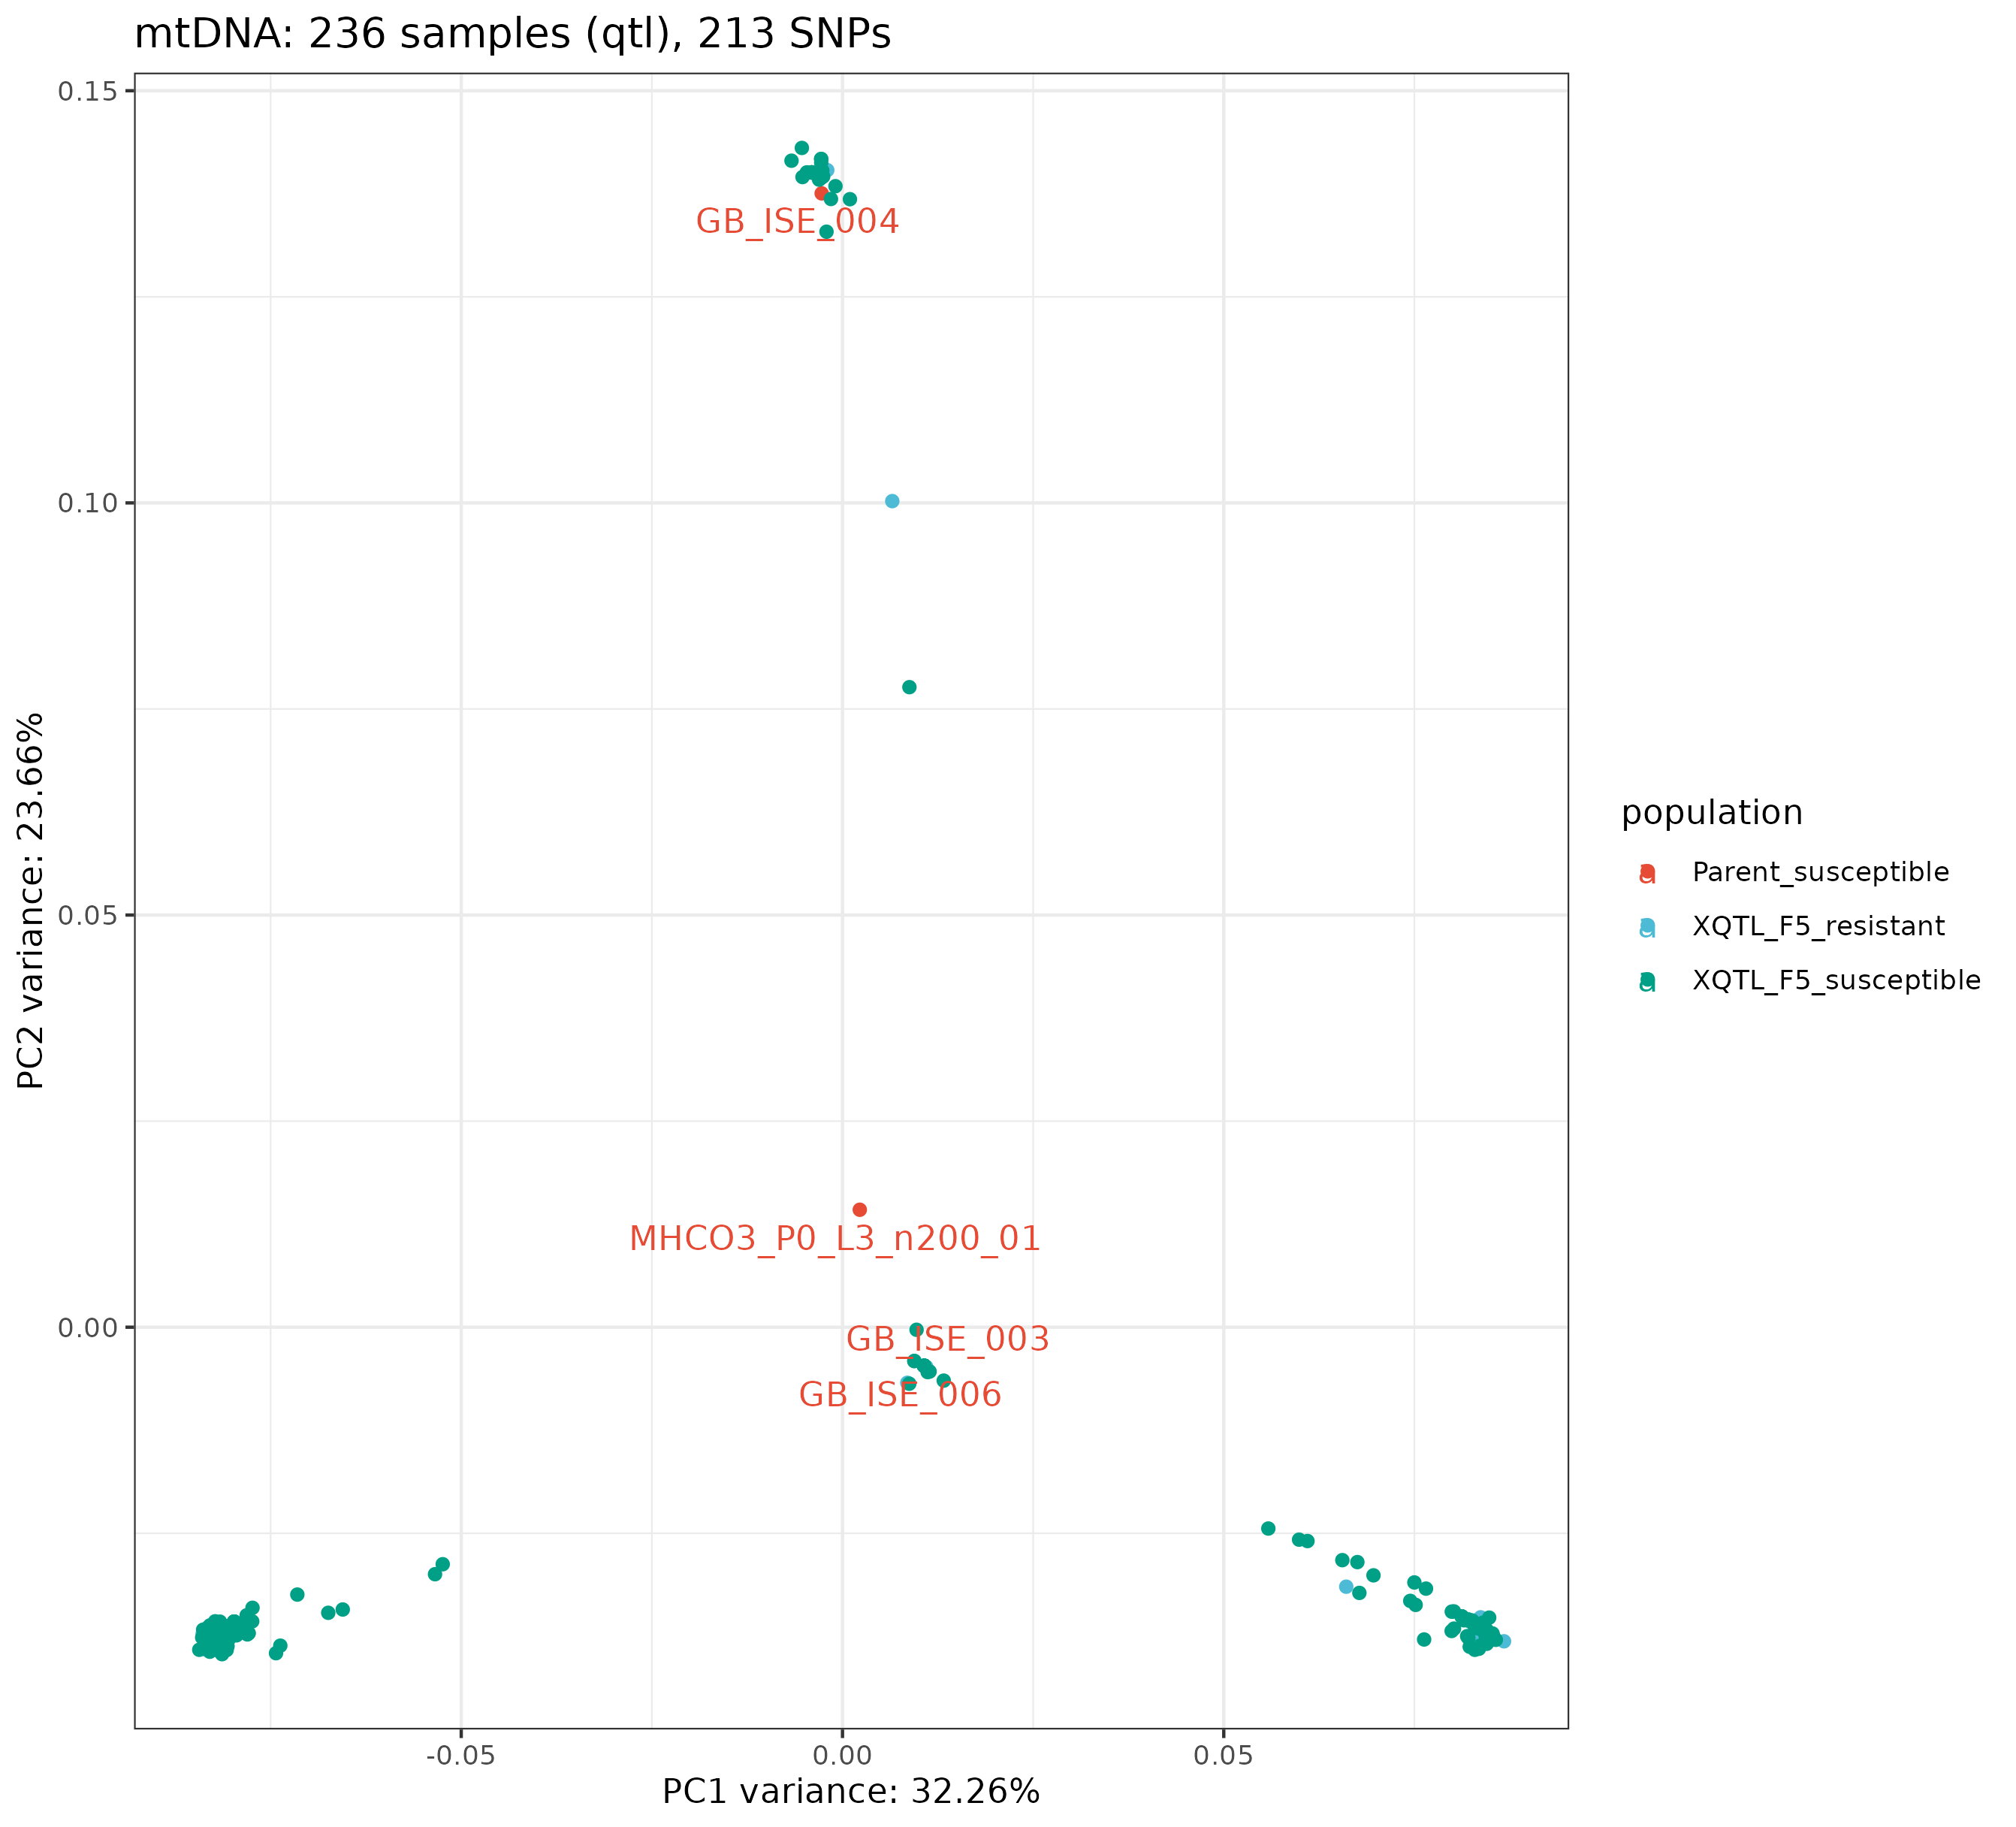 mtDNA: 236 samples (qtl), 213 SNPs
0.15
0.10
0.05
0.00
PC2 variance: 23.66%
GB_ISE_004
MHCO3_P0_L3_n200_01
GB_ISE_003
GB_ISE_006
-0.05
0.00
0.05
PC1 variance: 32.26%
population
a Parent_susceptible
a XQTL_F5_resistant
a XQTL_F5_susceptible